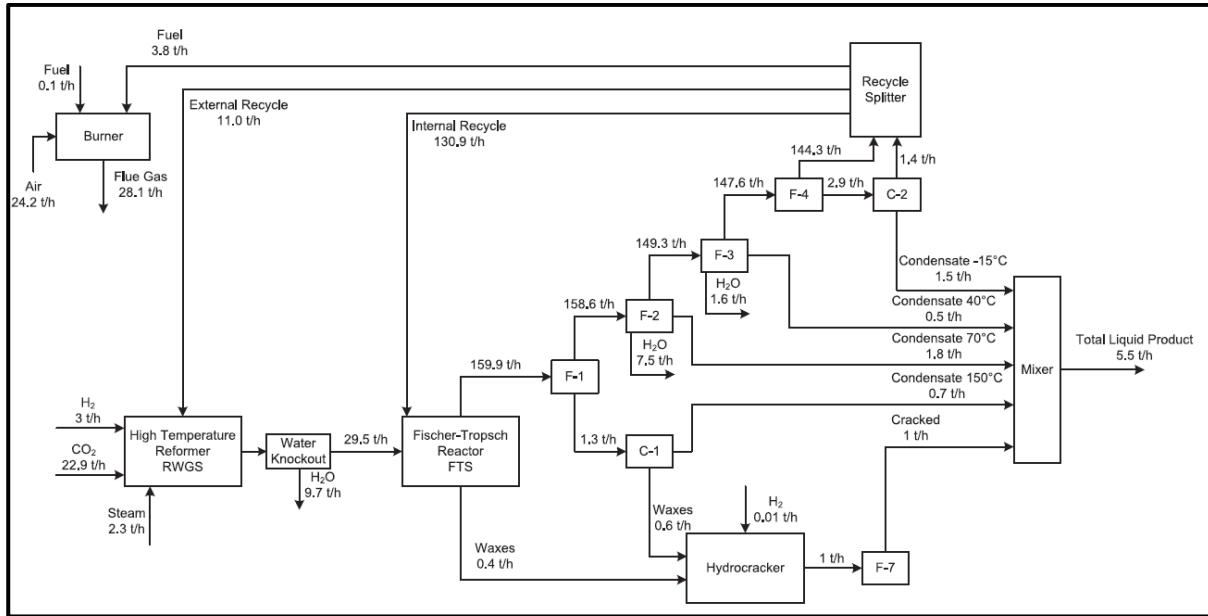 Fuel
3.8 t/h
Fuel
0.1 t/h
Burner
Air
24.2 t/h
Flue Gas
28.1 t/h
External Recycle
11.0 t/h
Internal Recycle
130.9 t/h
Recycle
Splitter
144.3 t/h
1.4 t/h
147.6 t/h
F-4
2.9 t/h
C-2
149.3 t/h
F-3
H₂O
1.6 t/h
Condensate -15°C
1.5 t/h
158.6 t/h
F-2
H₂O
7.5 t/h
Condensate 40°C
0.5 t/h
Condensate 70°C
1.8 t/h
159.9 t/h
F-1
Condensate 150°C
0.7 t/h
Mixer
Total Liquid Product
5.5 t/h
H₂
3 t/h
CO₂
22.9 t/h
High Temperature
Reformer
RWGS
Steam
2.3 t/h
Water
Knockout
H₂O
9.7 t/h
29.5 t/h
Fischer-Tropsch
Reactor
FTS
1.3 t/h
C-1
Cracked
1 t/h
Waxes
0.6 t/h
H₂
0.01 t/h
Waxes
0.4 t/h
Hydrocracker
1 t/h
F-7